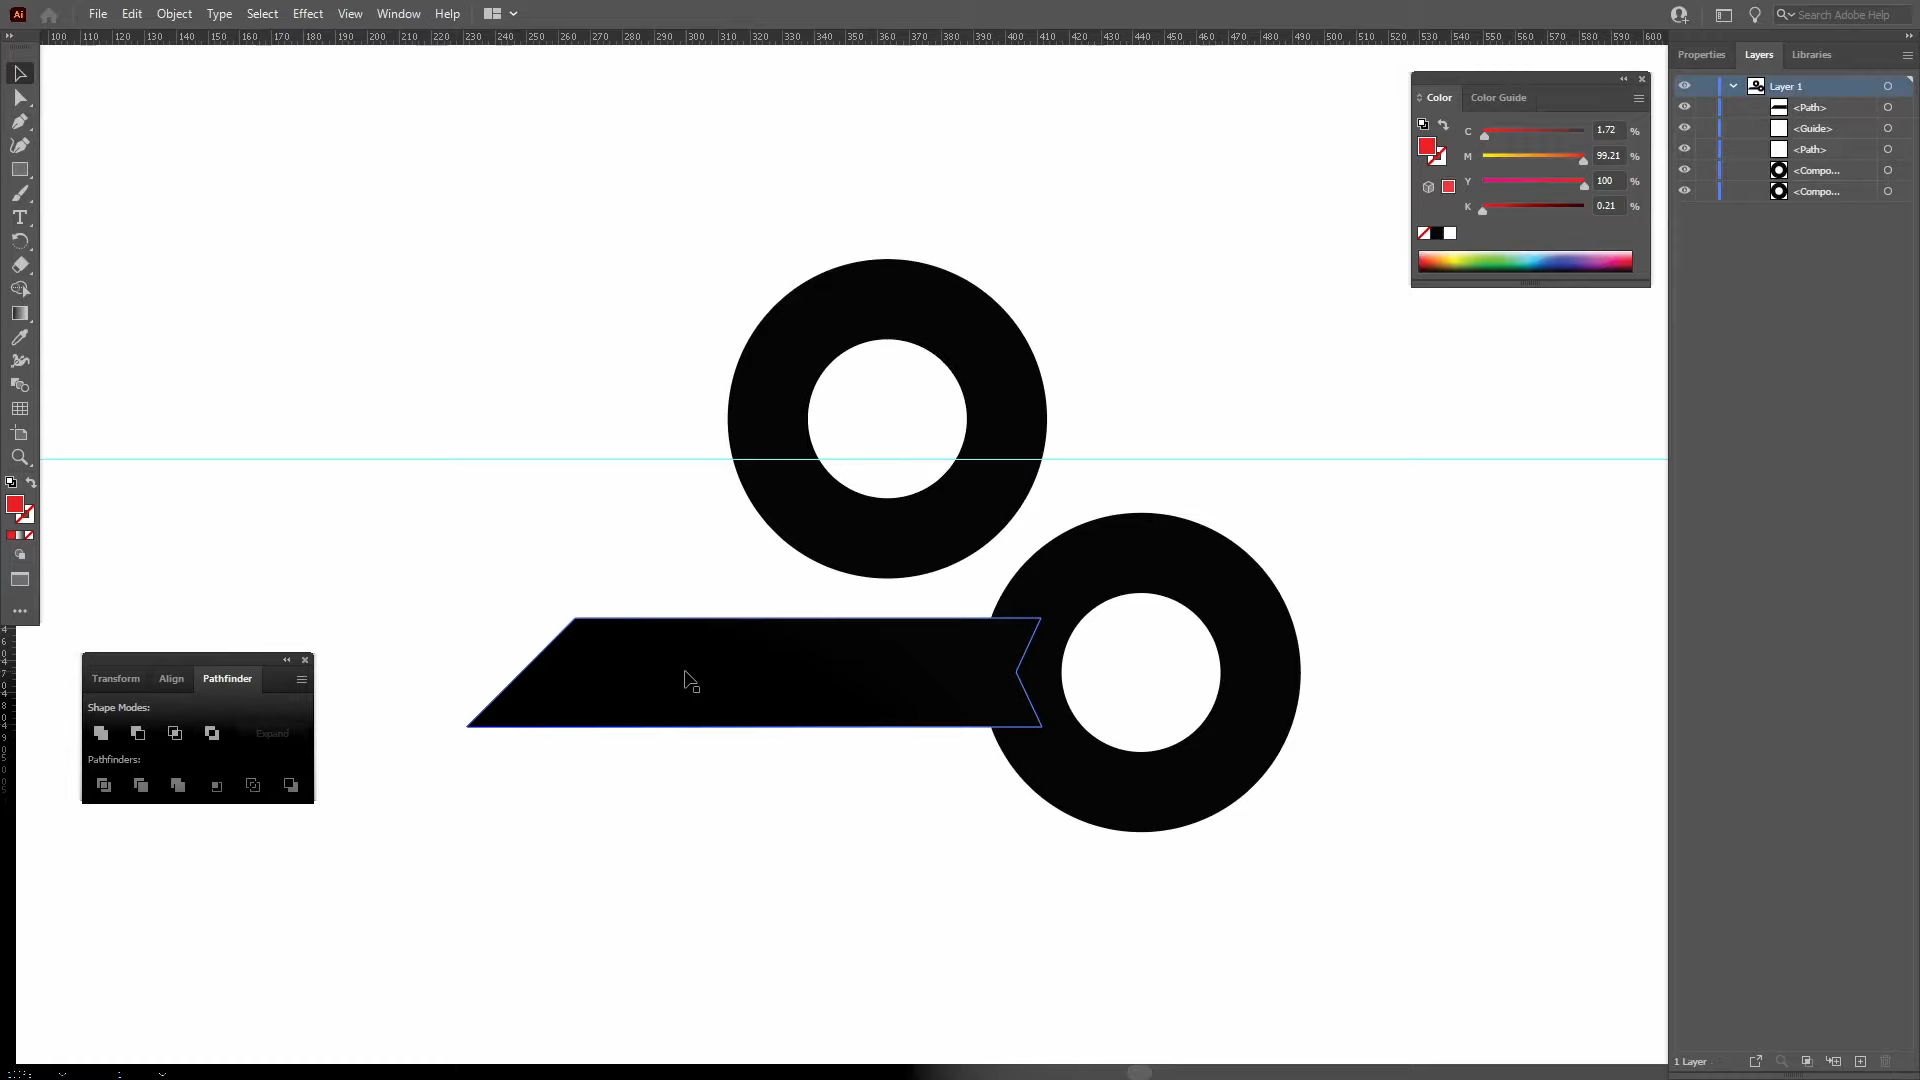 Ai File Edit Object Type Select Effect View Window Help Search Adobe Help
100 110 120 130 140 150 160 170 180 190 200 210 220 230 240 250 260 270 280 290 300 310 320 330 340 350 360 370 380 390 400 410 420 430 440 450 460 470 480 490 500 510 520 530 540 550 560 570 580 590 600
Properties Layers Libraries
Layer 1
<Path>
<Guide>
<Path>
<Compo...
<Compo...
Color Color Guide
C 1.72 %
M 99.21 %
Y 100 %
K 0.21 %
Transform Align Pathfinder
Shape Modes:
Expand
Pathfinders:
1 Layer